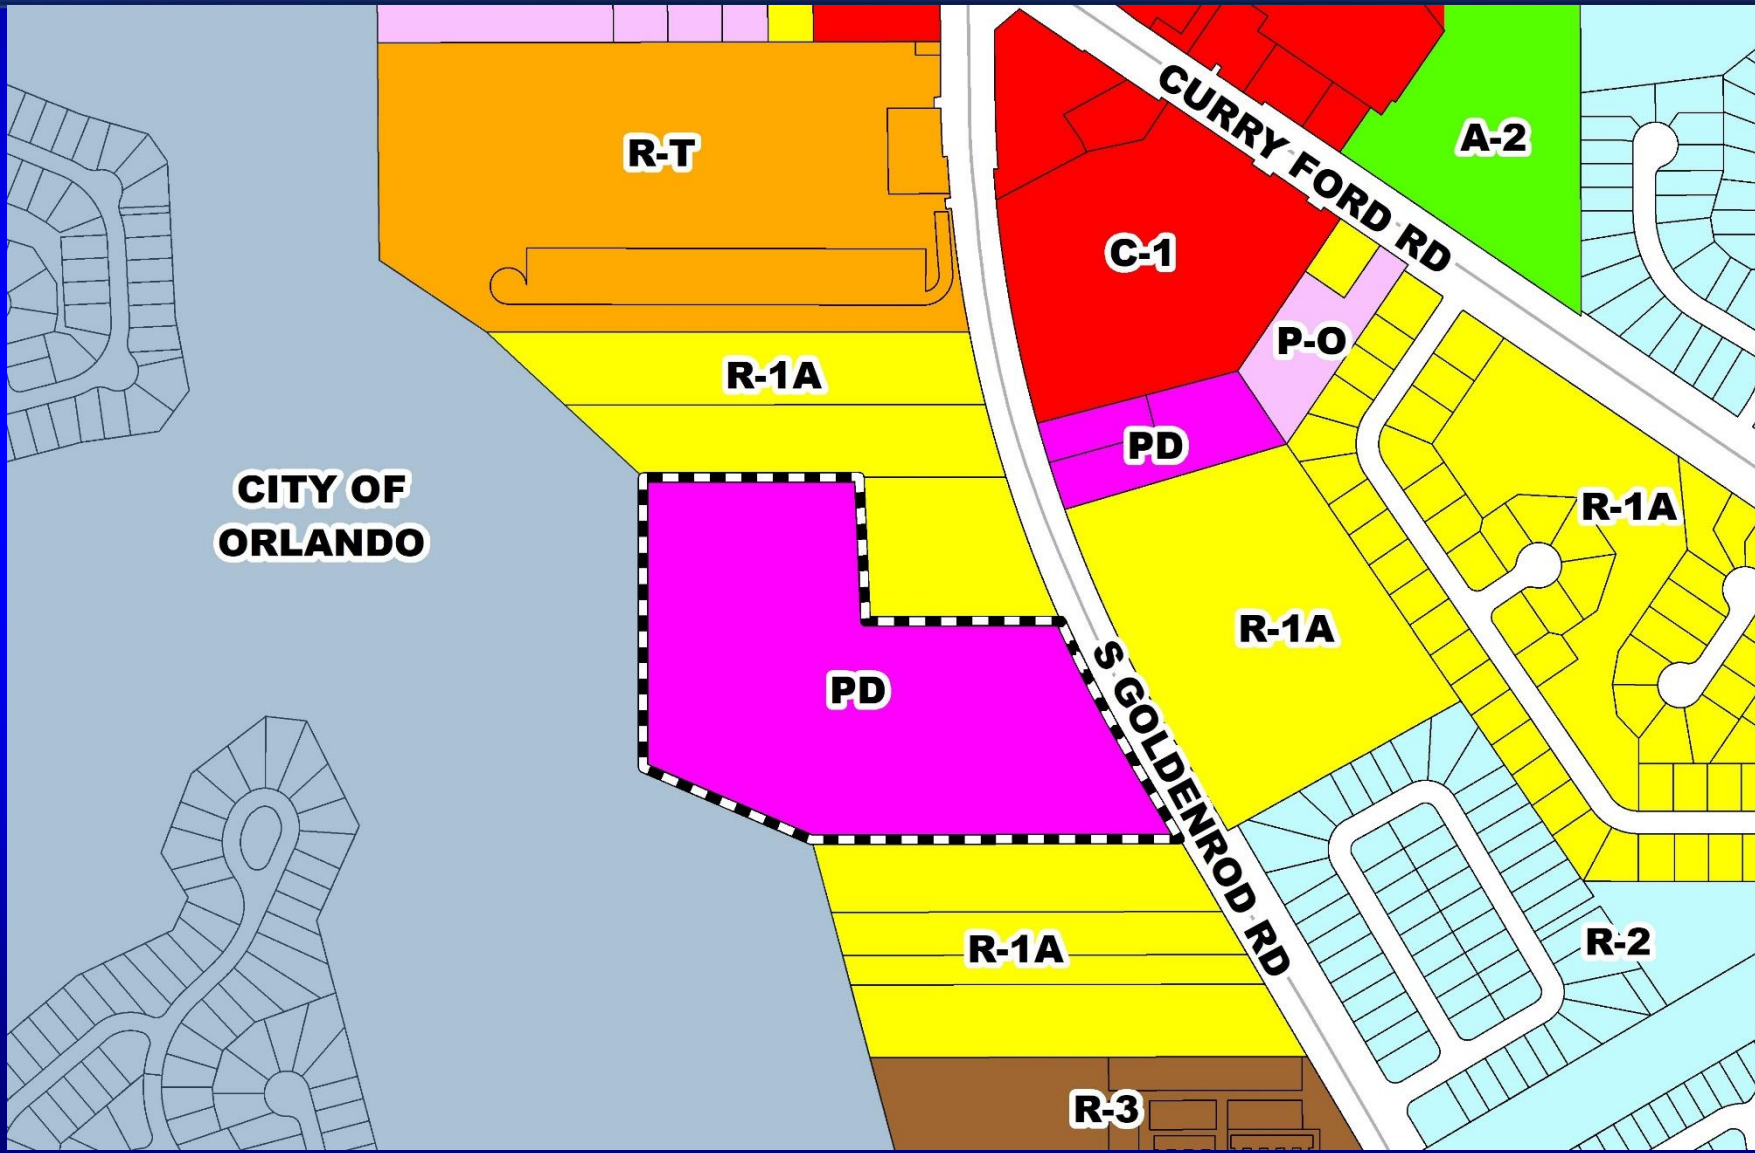 CURRY FORD RD
A-2
R-T
C-1
P-O
R-1A
PD
CITY OF
ORLANDO
R-1A
R-1A
PD
S GOLDENROD RD
R-1A
R-2
R-3